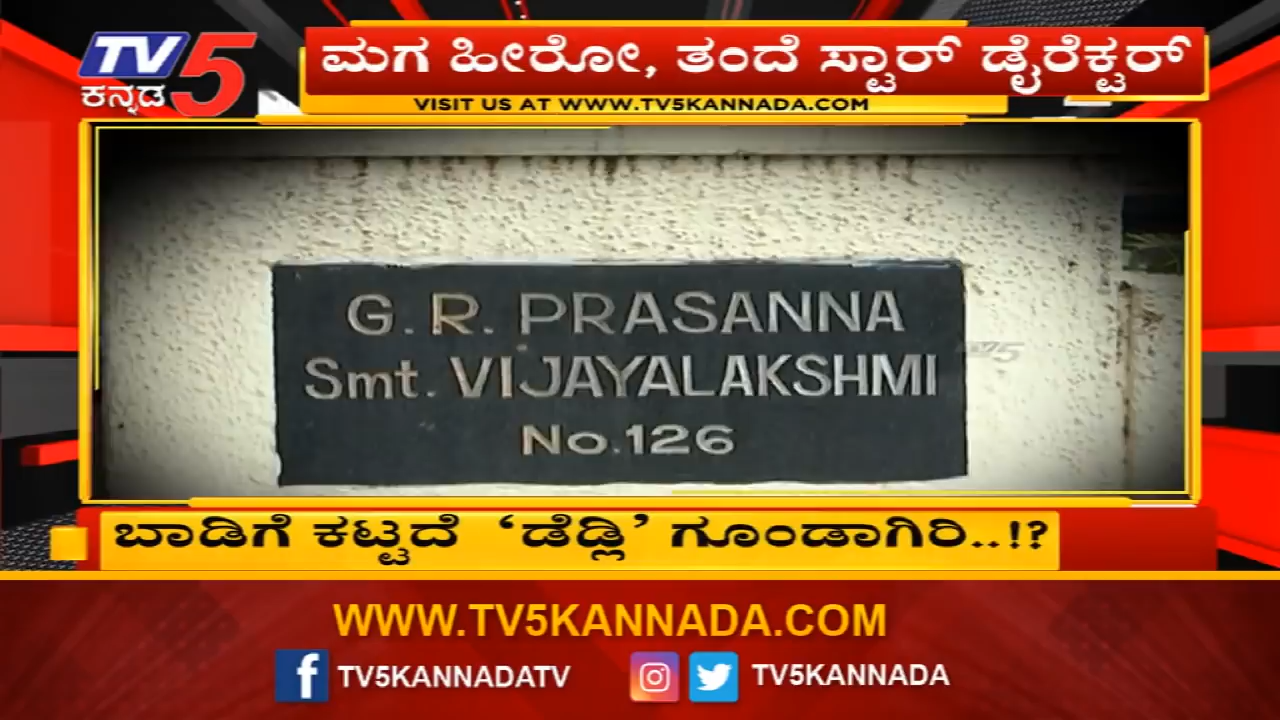 TV5
ಕನ್ನಡ
ಮಗ ಹೀರೋ, ತಂದೆ ಸ್ಟಾರ್ ಡೈರೆಕ್ಟರ್
VISIT US AT WWW.TV5KANNADA.COM
G.R. PRASANNA
Smt. VIJAYALAKSHMI
No.126
TV5
ಬಾಡಿಗೆ ಕಟ್ಟದೆ ‘ಡೆಡ್ಲಿ’ ಗೂಂಡಾಗಿರಿ..!?
WWW.TV5KANNADA.COM
f TV5KANNADATV
TV5KANNADA